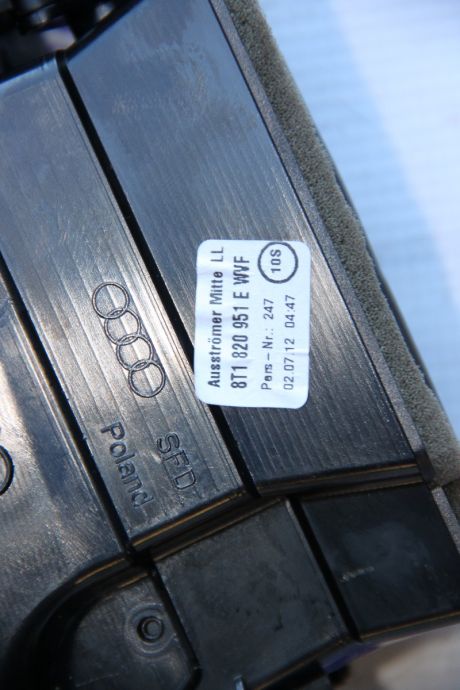 Ausströmer Mitte LL
8T1 820 951 E WVF
Pers-Nr.: 247
02.07.12 04:47
10S
SFD
Poland